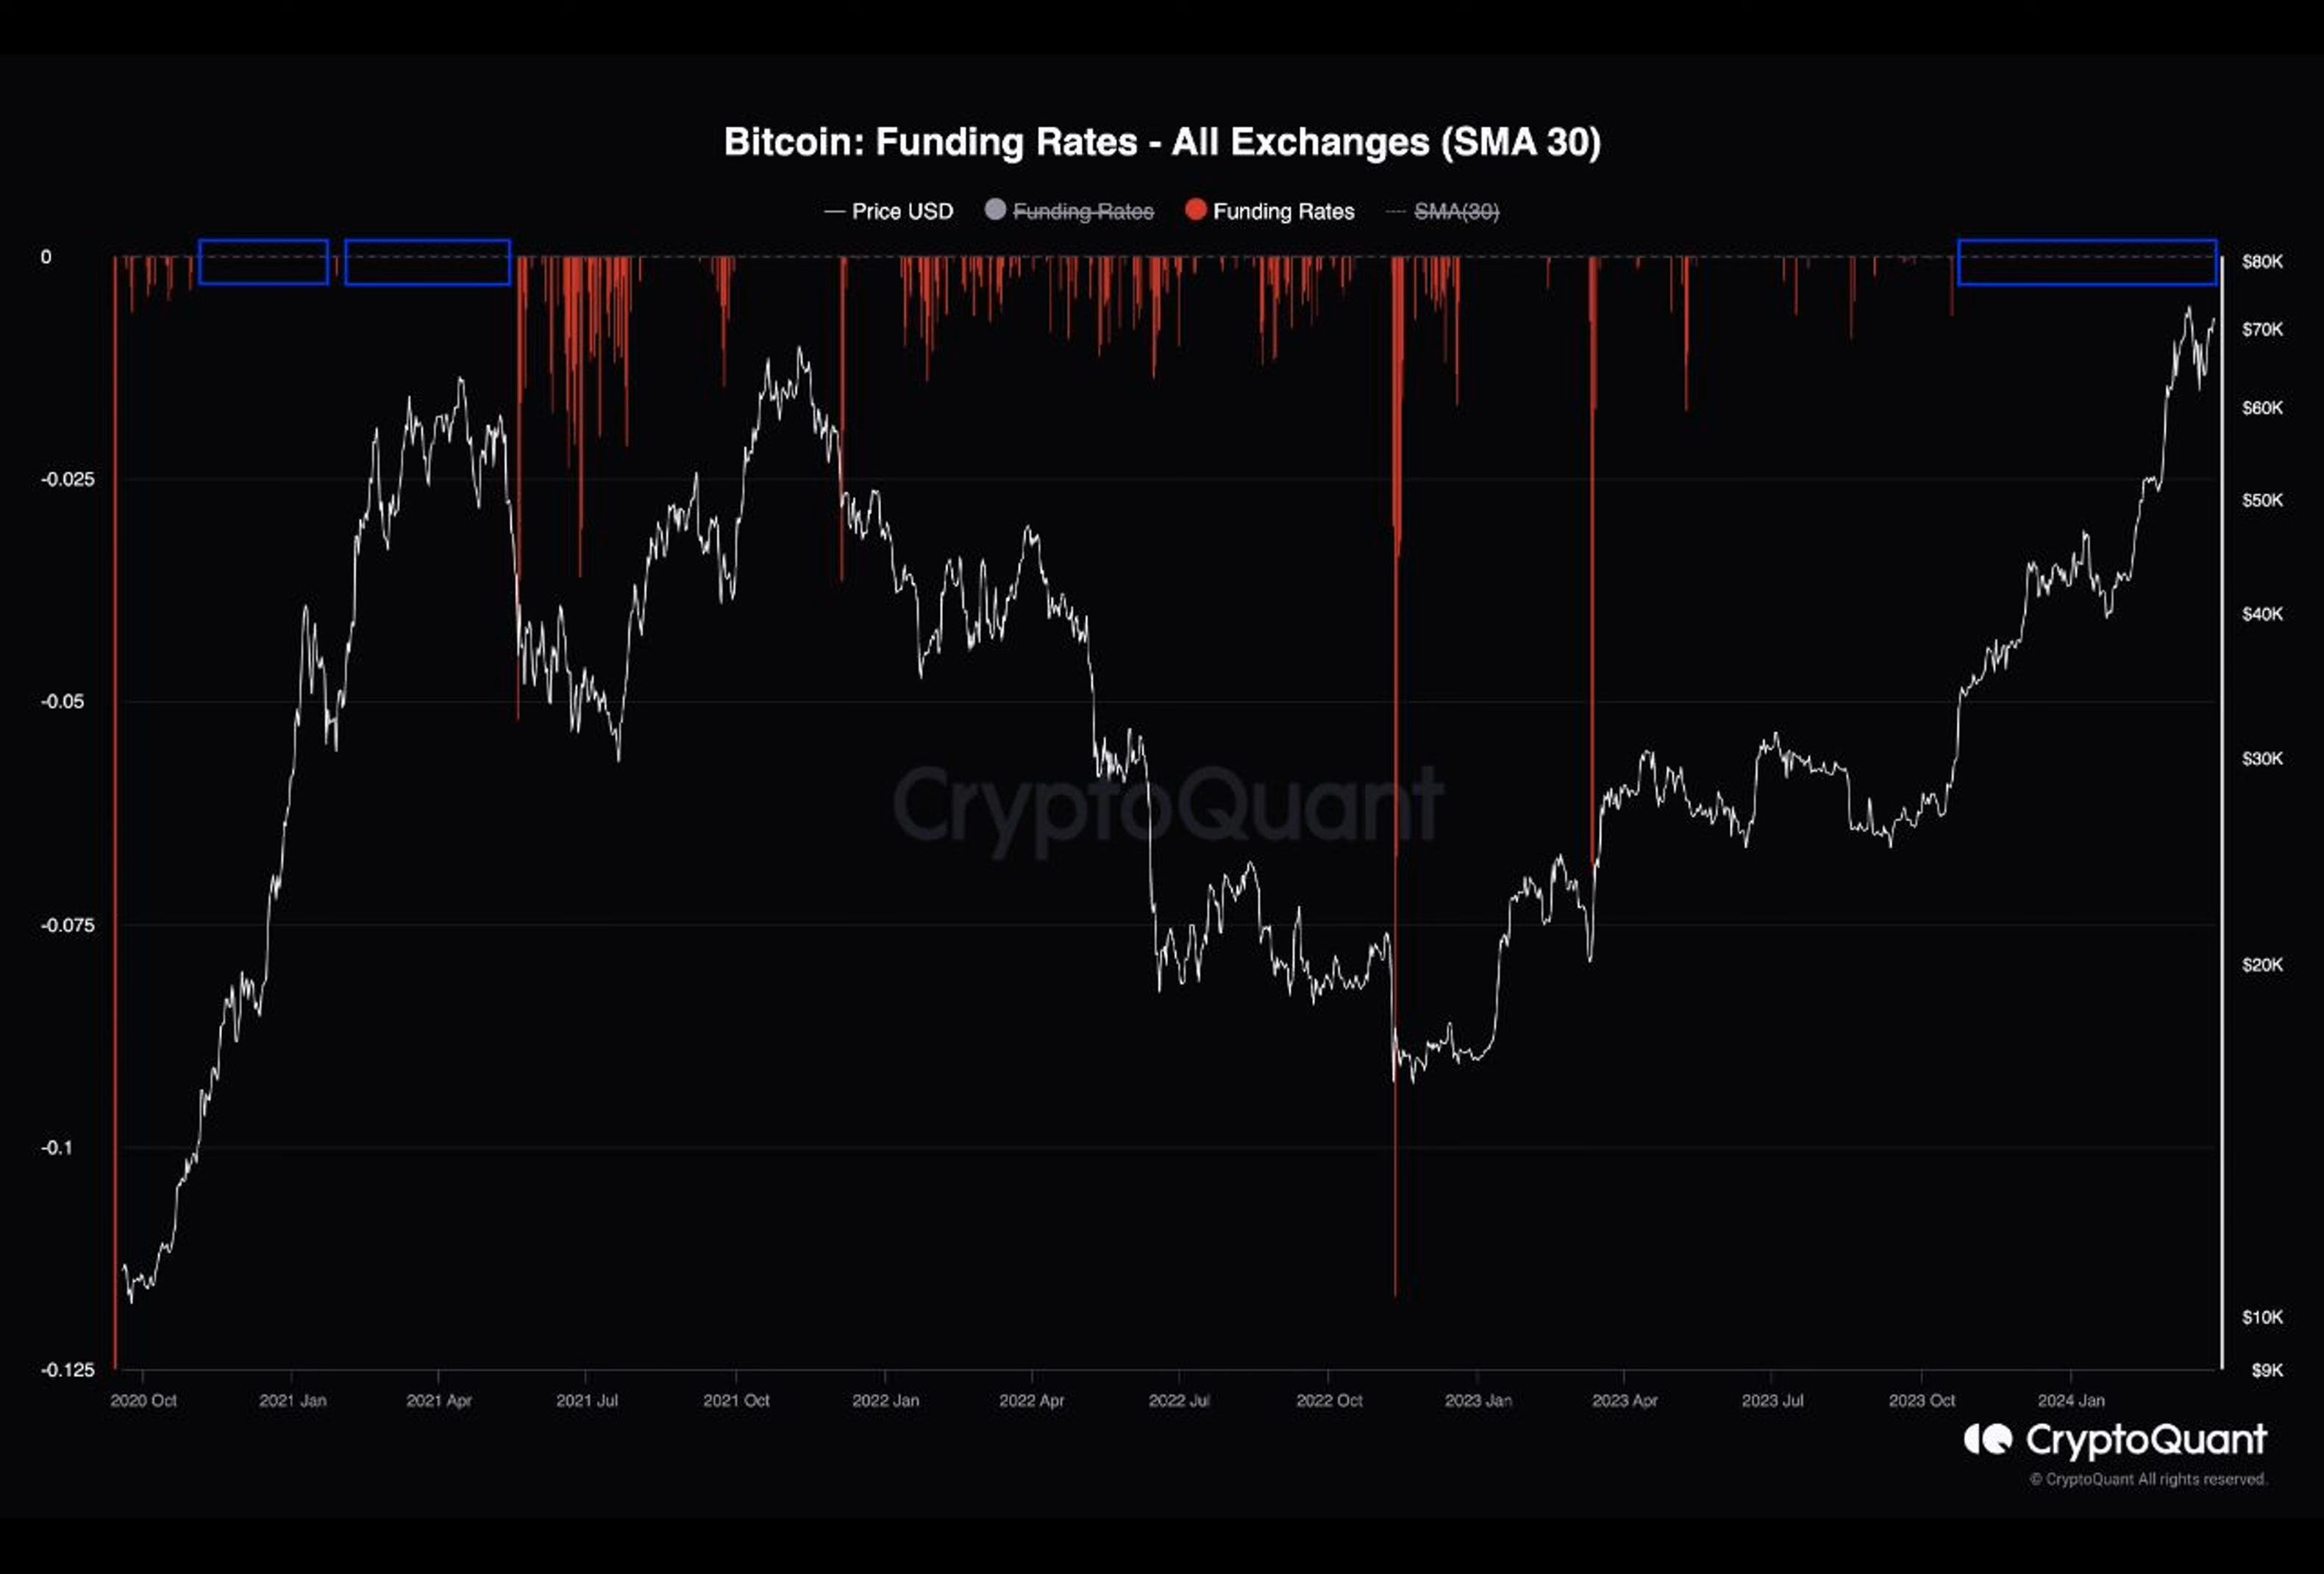 Bitcoin: Funding Rates - All Exchanges (SMA 30)
Price USD Funding Rates Funding Rates SMA(30)
0
-0.025
-0.05
-0.075
-0.1
-0.125
$80K
$70K
$60K
$50K
$40K
$30K
$20K
$10K
$9K
CryptoQuant
2020 Oct 2021 Jan 2021 Apr 2021 Jul 2021 Oct 2022 Jan 2022 Apr 2022 Jul 2022 Oct 2023 Jan 2023 Apr 2023 Jul 2023 Oct 2024 Jan
CryptoQuant
© CryptoQuant All rights reserved.